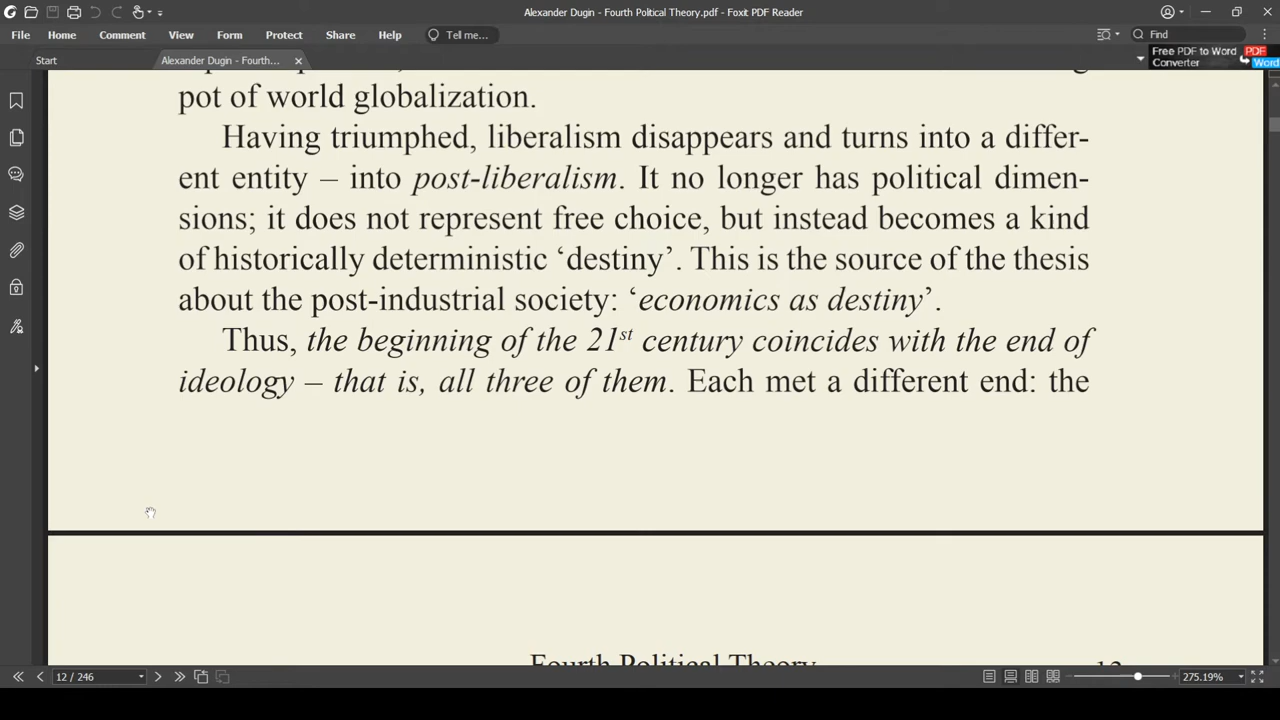 Alexander Dugin - Fourth Political Theory.pdf - Foxit PDF Reader
File Home Comment View Form Protect Share Help Tell me... Find
Start Alexander Dugin - Fourth... Free PDF to Word Converter PDF Word
pot of world globalization.
Having triumphed, liberalism disappears and turns into a differ-
ent entity – into post-liberalism. It no longer has political dimen-
sions; it does not represent free choice, but instead becomes a kind
of historically deterministic ‘destiny’. This is the source of the thesis
about the post-industrial society: ‘economics as destiny’.
Thus, the beginning of the 21st century coincides with the end of
ideology – that is, all three of them. Each met a different end: the
Fourth Political Theory
12 / 246 275.19%